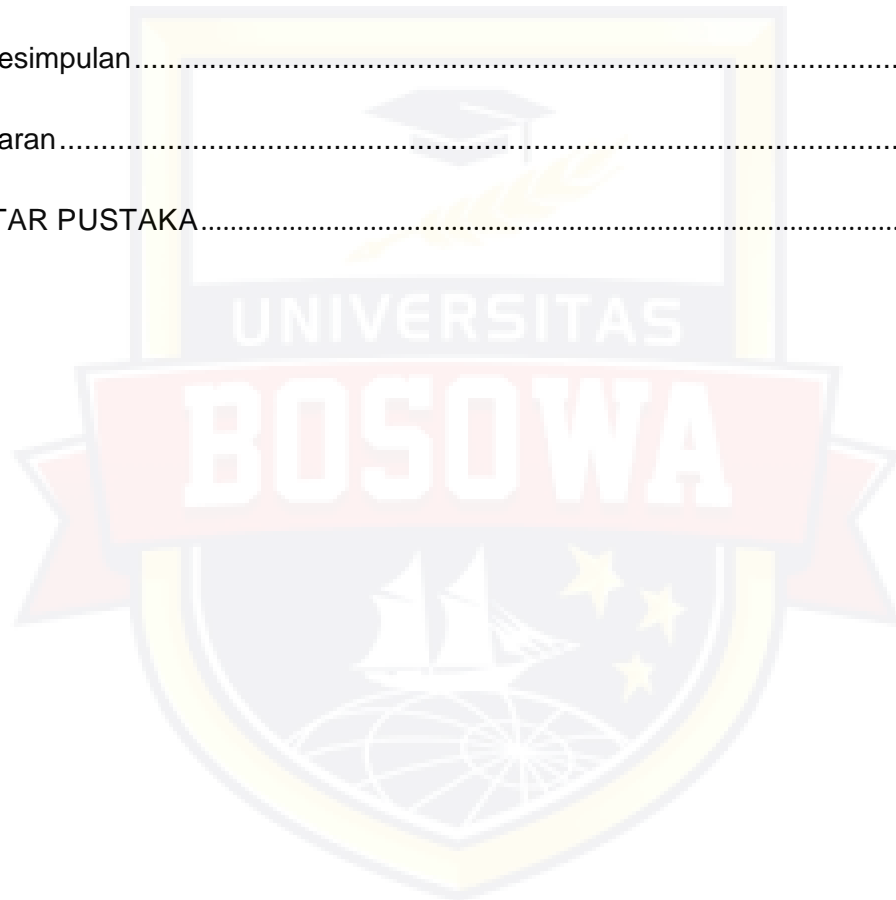 esimpulan........................................................................................
aran................................................................................................
TAR PUSTAKA................................................................................
UNIVERSITAS
BOSOWA